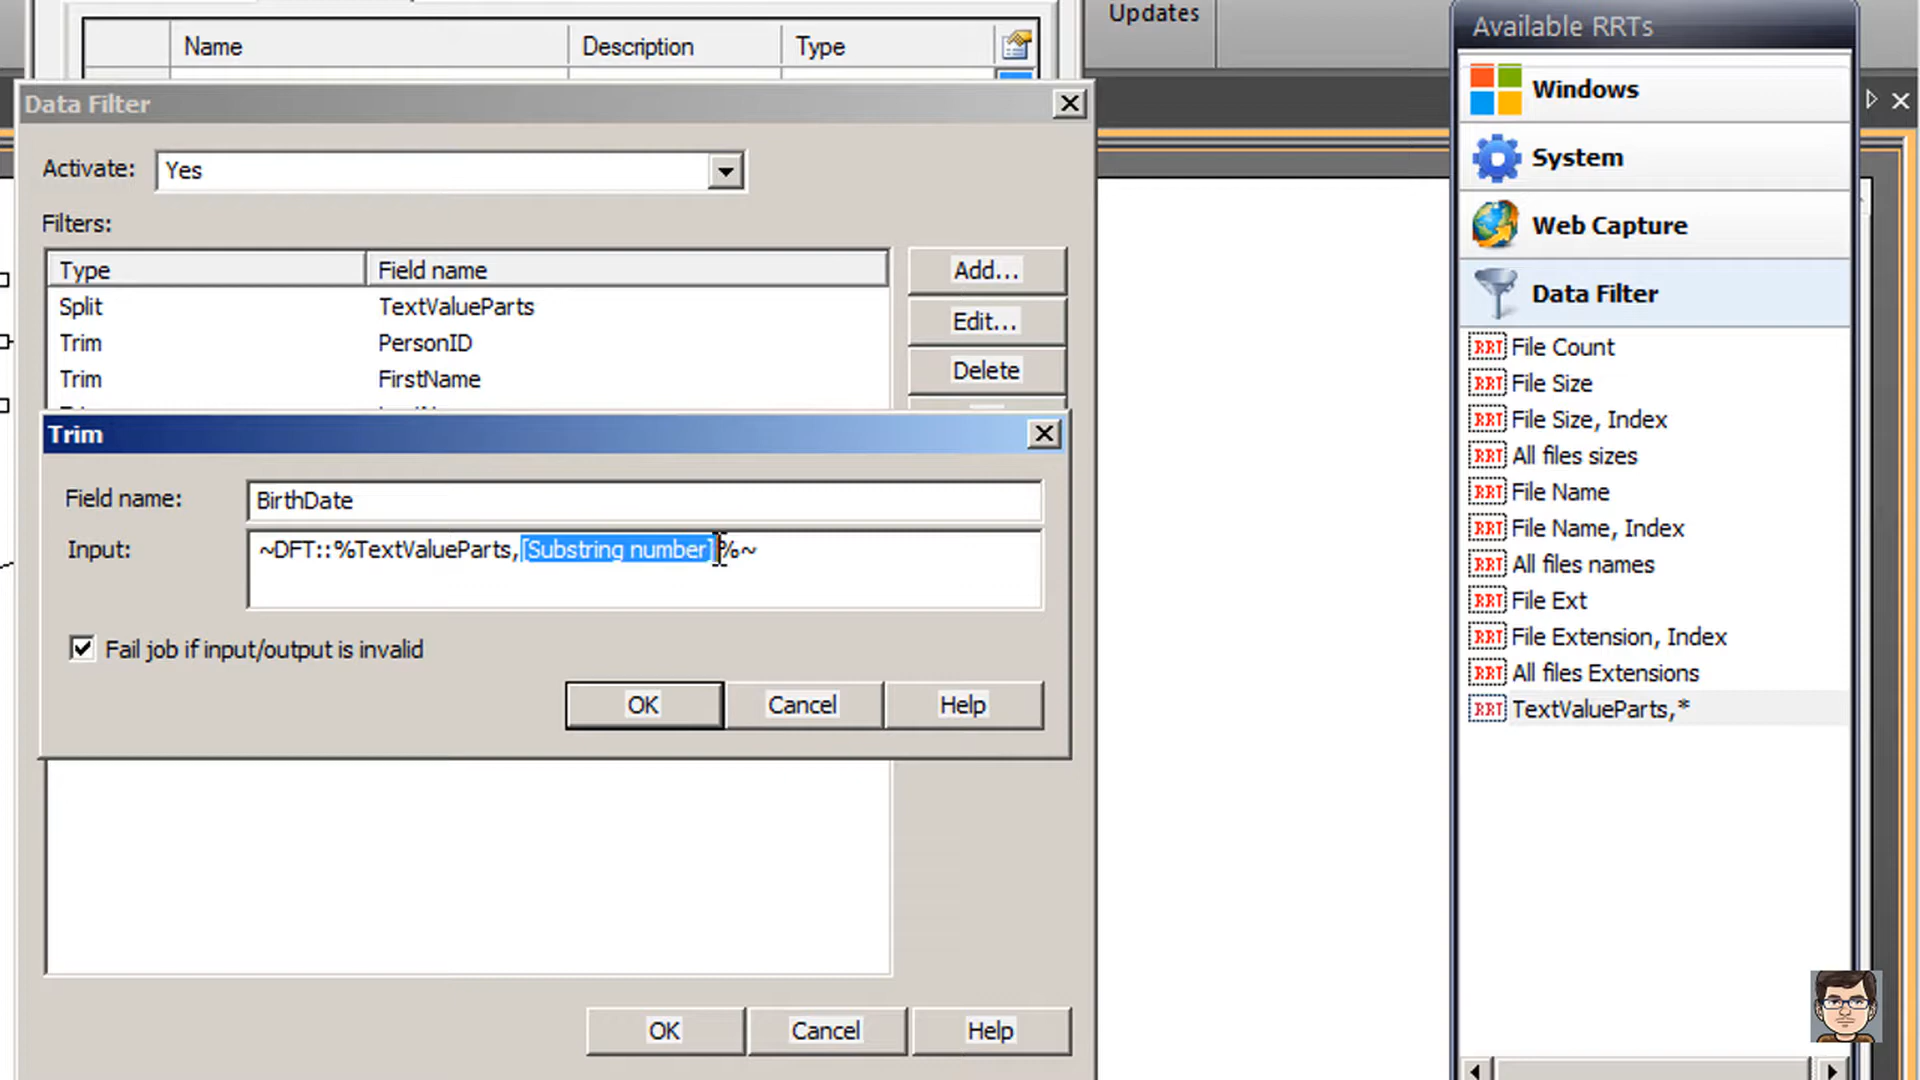 Updates
Name Description Type
Data Filter
Activate: Yes
Filters:
Type Field name
Split TextValueParts
Trim PersonID
Trim FirstName
Add...
Edit...
Delete
Trim
Field name: BirthDate
Input: ~DFT::%TextValueParts,[Substring number]%~
Fail job if input/output is invalid
OK Cancel Help
OK Cancel Help
Available RRTs
Windows
System
Web Capture
Data Filter
RRT File Count
RRT File Size
RRT File Size, Index
RRT All files sizes
RRT File Name
RRT File Name, Index
RRT All files names
RRT File Ext
RRT File Extension, Index
RRT All files Extensions
RRT TextValueParts,*